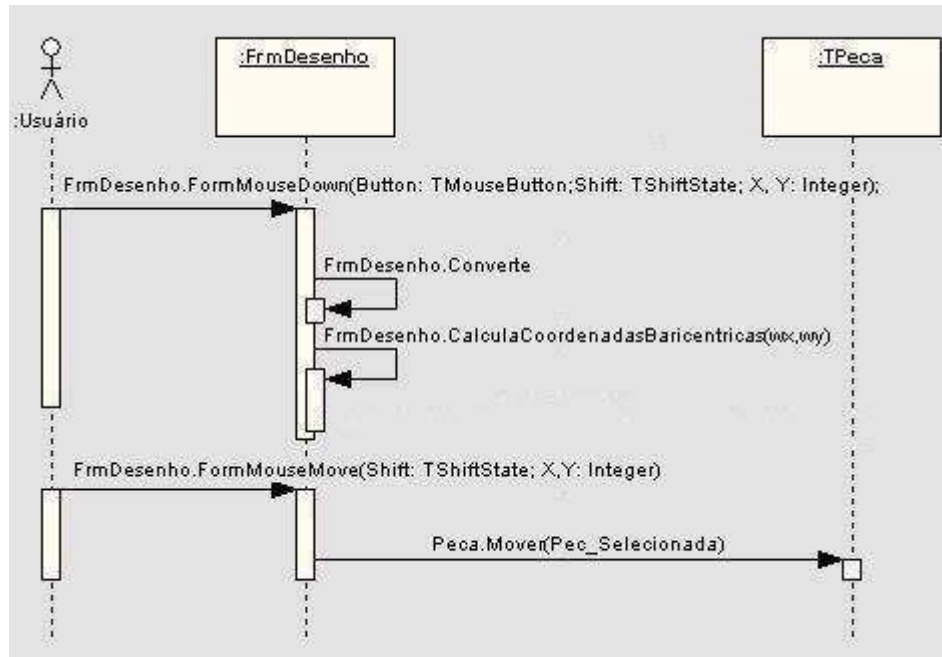 :FrmDesenho
:TPeca
:Usuário
FrmDesenho.FormMouseDown(Button: TMouseButton;Shift: TShiftState; X, Y: Integer);
FrmDesenho.Converte
FrmDesenho.CalculaCoordenadasBaricentricas(wx,wy)
FrmDesenho.FormMouseMove(Shift: TShiftState; X,Y: Integer)
Peca.Mover(Pec_Selecionada)